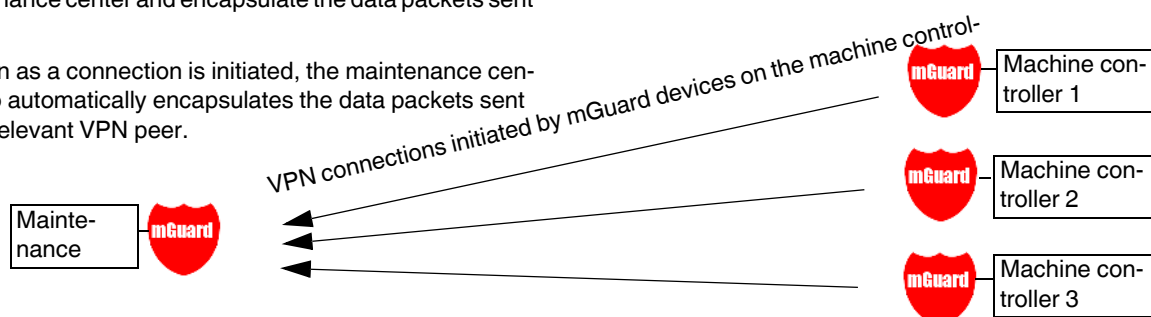 nance center and encapsulate the data packets sent
n as a connection is initiated, the maintenance cen-
automatically encapsulates the data packets sent
relevant VPN peer.
VPN connections initiated by mGuard devices on the machine control-
Mainte-
nance
mGuard
mGuard
Machine con-
troller 1
mGuard
Machine con-
troller 2
mGuard
Machine con-
troller 3